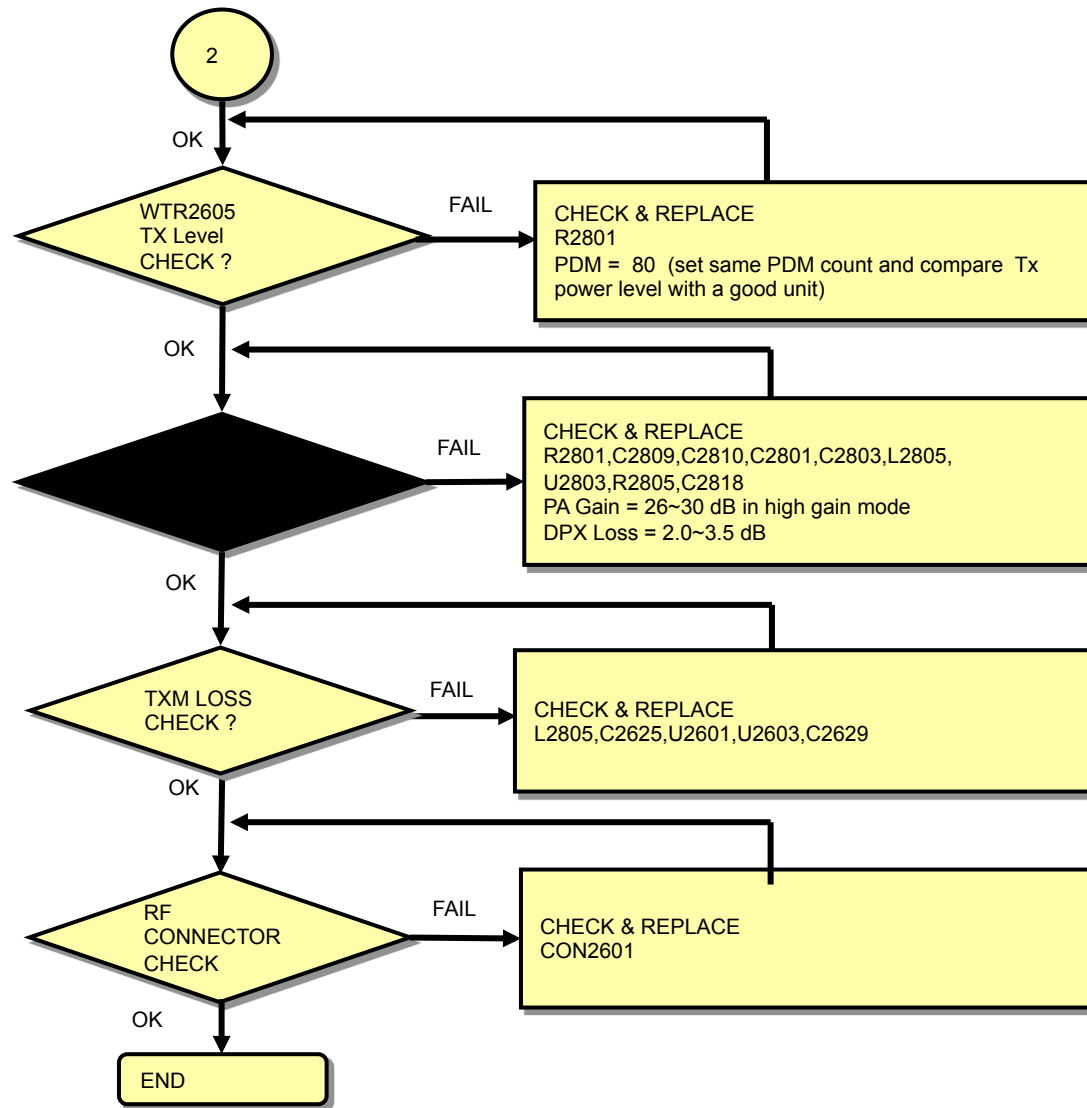 2
OK
WTR2605
TX Level
CHECK ?
FAIL
CHECK & REPLACE
R2801
PDM = 80 (set same PDM count and compare Tx
power level with a good unit)
OK
FAIL
CHECK & REPLACE
R2801,C2809,C2810,C2801,C2803,L2805,
U2803,R2805,C2818
PA Gain = 26~30 dB in high gain mode
DPX Loss = 2.0~3.5 dB
OK
TXM LOSS
CHECK ?
FAIL
CHECK & REPLACE
L2805,C2625,U2601,U2603,C2629
OK
RF
CONNECTOR
CHECK
FAIL
CHECK & REPLACE
CON2601
OK
END